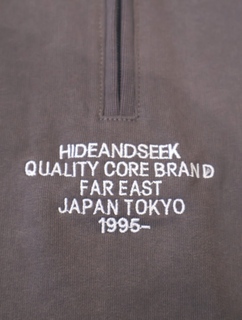 HIDEANDSEEK
QUALITY CORE BRAND
FAR EAST
JAPAN TOKYO
1995-